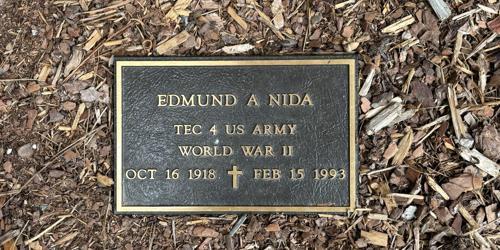 EDMUND A NIDA
TEC 4 US ARMY
WORLD WAR II
OCT 16 1918 ✝ FEB 15 1993